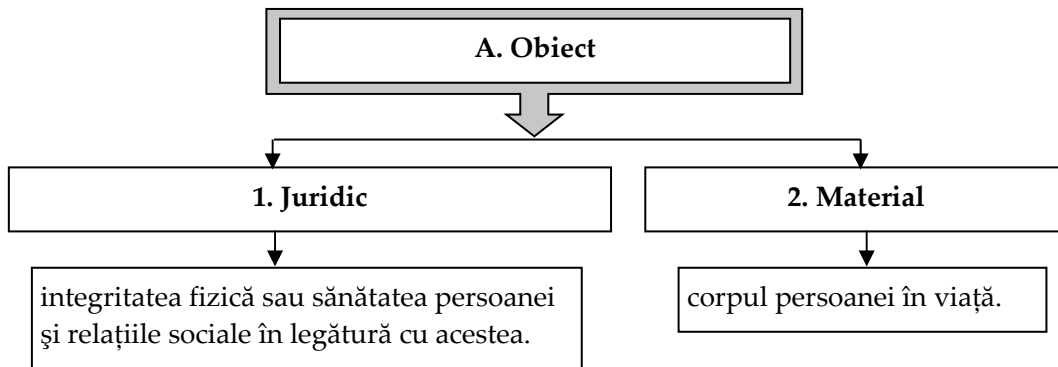 A. Obiect
1. Juridic
2. Material
integritatea fizică sau sănătatea persoanei
şi relațiile sociale în legătură cu acestea.
corpul persoanei în viață.